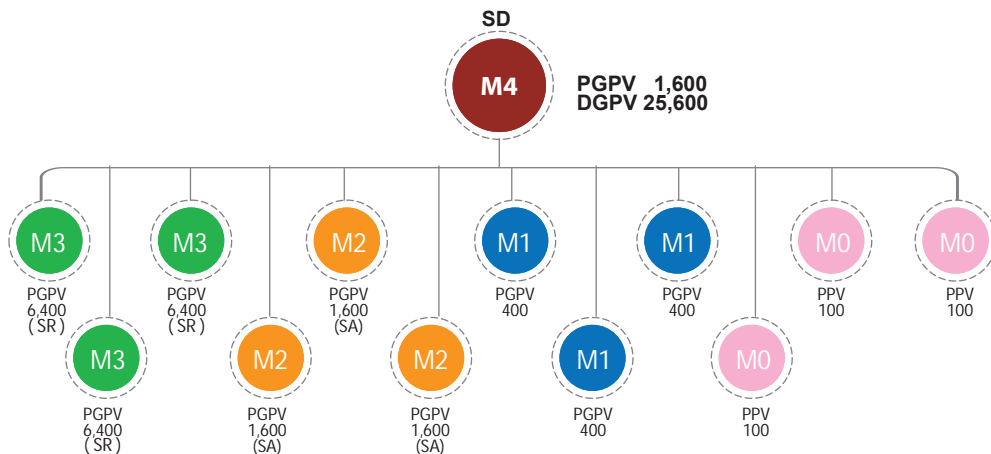 SD
M4
PGPV 1,600
DGPV 25,600
M3
M3
M2
M1
M1
M0
M0
PGPV
6,400
( SR )
PGPV
6,400
( SR )
PGPV
1,600
(SA)
PGPV
400
PGPV
400
PPV
100
PPV
100
M3
M2
M2
M1
M0
PGPV
6,400
( SR )
PGPV
1,600
(SA)
PGPV
1,600
(SA)
PGPV
400
PPV
100